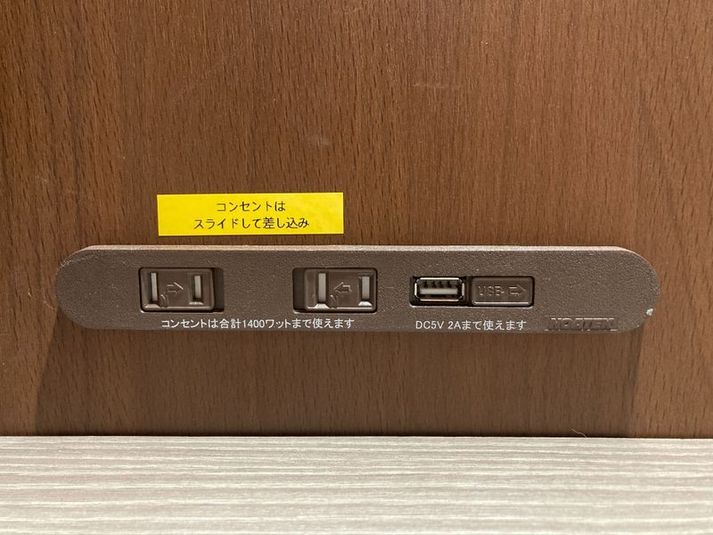 コンセントは
スライドして差し込み
USB
コンセントは合計1400ワットまで使えます
DC5V 2Aまで使えます